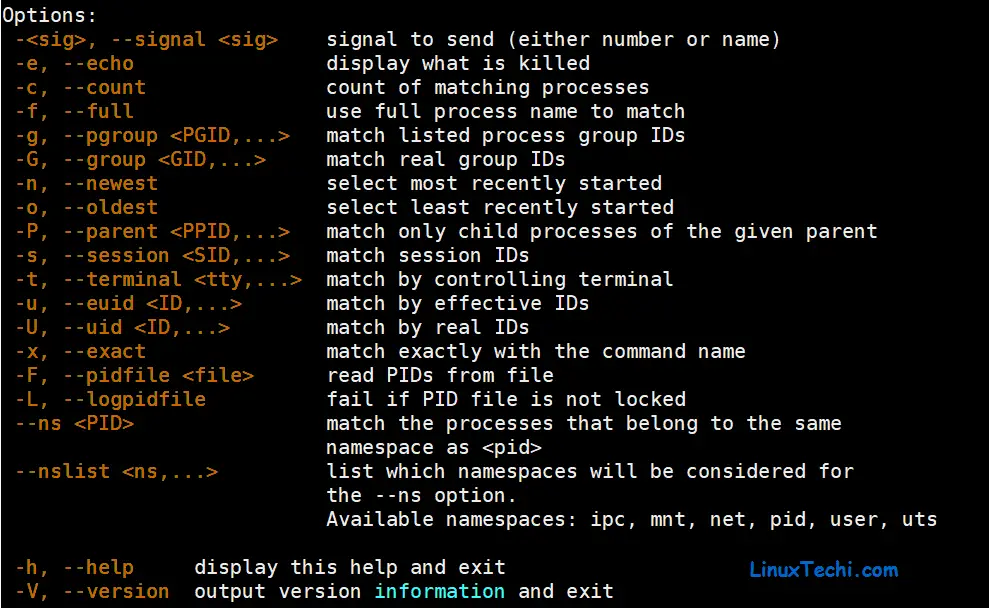 Options:
-<sig>, --signal <sig>    signal to send (either number or name)
-e, --echo                display what is killed
-c, --count               count of matching processes
-f, --full                use full process name to match
-g, --pgroup <PGID,...>   match listed process group IDs
-G, --group <GID,...>     match real group IDs
-n, --newest              select most recently started
-o, --oldest              select least recently started
-P, --parent <PPID,...>   match only child processes of the given parent
-s, --session <SID,...>   match session IDs
-t, --terminal <tty,...>  match by controlling terminal
-u, --euid <ID,...>       match by effective IDs
-U, --uid <ID,...>        match by real IDs
-x, --exact               match exactly with the command name
-F, --pidfile <file>      read PIDs from file
-L, --logpidfile          fail if PID file is not locked
--ns <PID>                match the processes that belong to the same
                          namespace as <pid>
--nslist <ns,...>         list which namespaces will be considered for
                          the --ns option.
                          Available namespaces: ipc, mnt, net, pid, user, uts
-h, --help     display this help and exit
LinuxTechi.com
-V, --version  output version information and exit